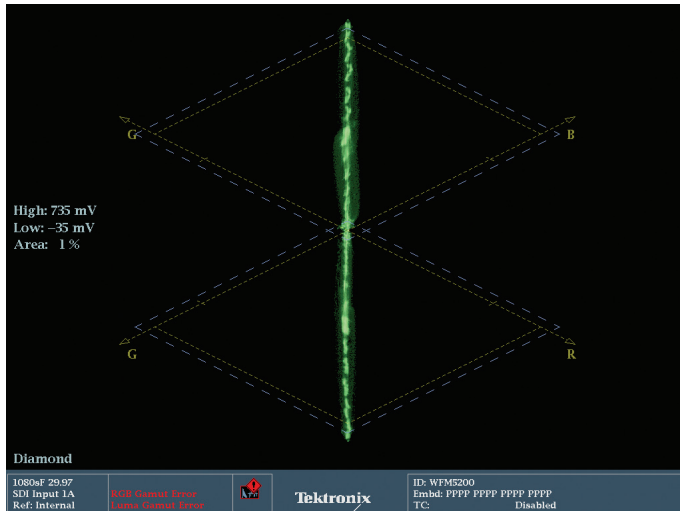 G
B
High: 735 mV
Low: −35 mV
Area: 1 %
G
R
Diamond
1080sF 29.97
SDI Input 1A
Ref: Internal
RGB Gamut Error
Luma Gamut Error
Tektronix
ID: WFM5200
Embd: PPPP PPPP PPPP PPPP
TC: Disabled